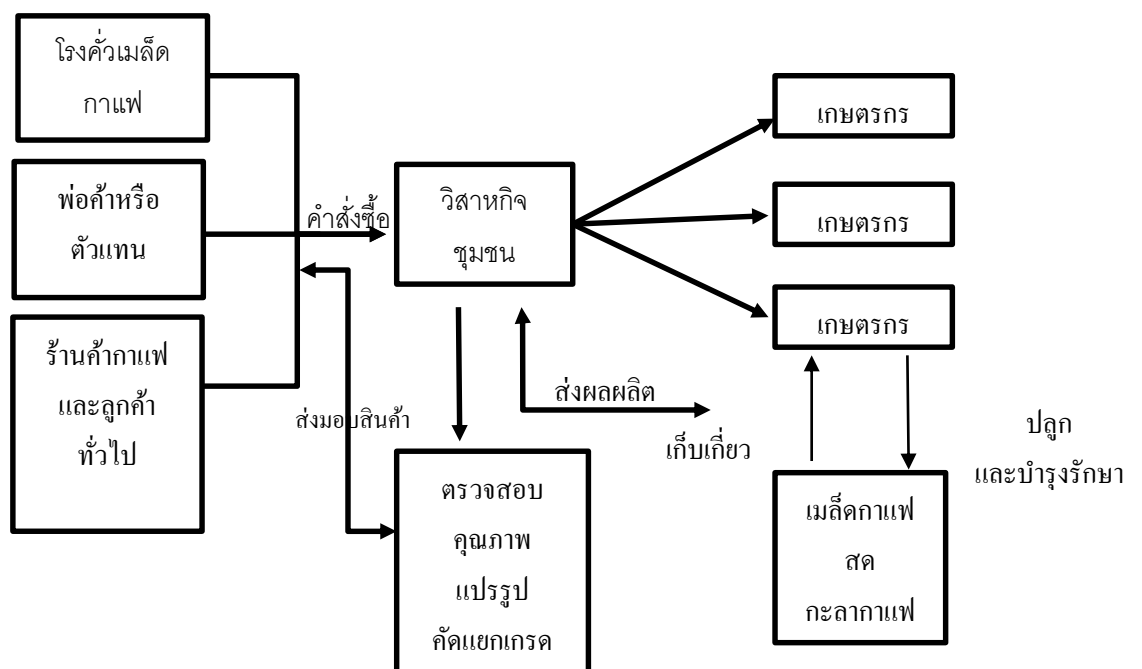 โรงคั่วเมล็ด
กาแฟ
พ่อค้าหรือ
ตัวแทน
ร้านค้ากาแฟ
และลูกค้า
ทั่วไป
คำสั่งซื้อ
ส่งมอบสินค้า
วิสาหกิจ
ชุมชน
ส่งผลผลิต
เก็บเกี่ยว
ตรวจสอบ
คุณภาพ
แปรรูป
คัดแยกเกรด
เกษตรกร
เกษตรกร
เกษตรกร
ปลูก
และบำรุงรักษา
เมล็ดกาแฟ
สด
กะลากาแฟ